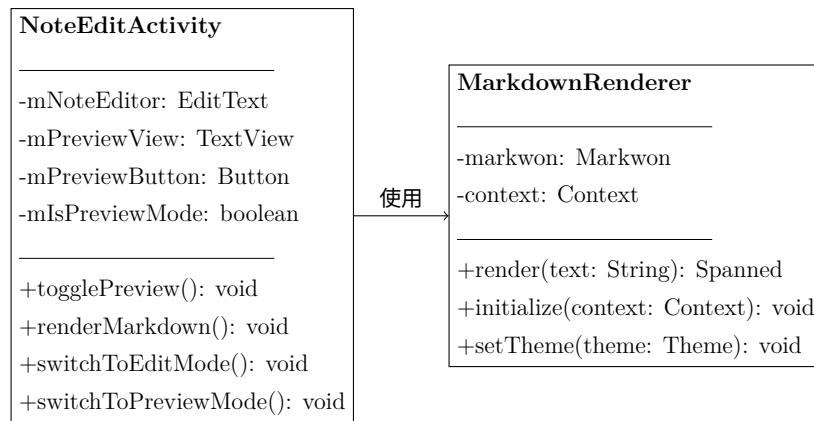 NoteEditActivity
-mNoteEditor: EditText
-mPreviewView: TextView
-mPreviewButton: Button
-mIsPreviewMode: boolean
+togglePreview(): void
+renderMarkdown(): void
+switchToEditMode(): void
+switchToPreviewMode(): void
使用
MarkdownRenderer
-markwon: Markwon
-context: Context
+render(text: String): Spanned
+initialize(context: Context): void
+setTheme(theme: Theme): void